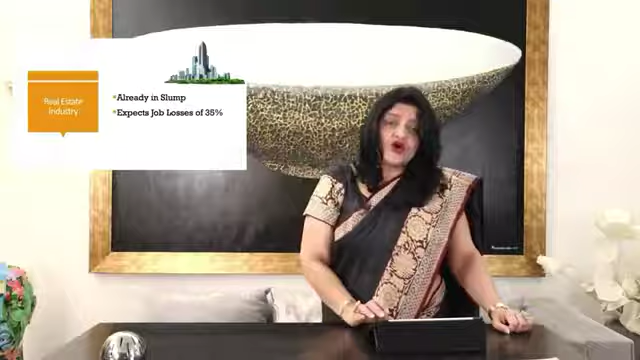 Real Estate
Industry
•Already in Slump
•Expects Job Losses of 35%